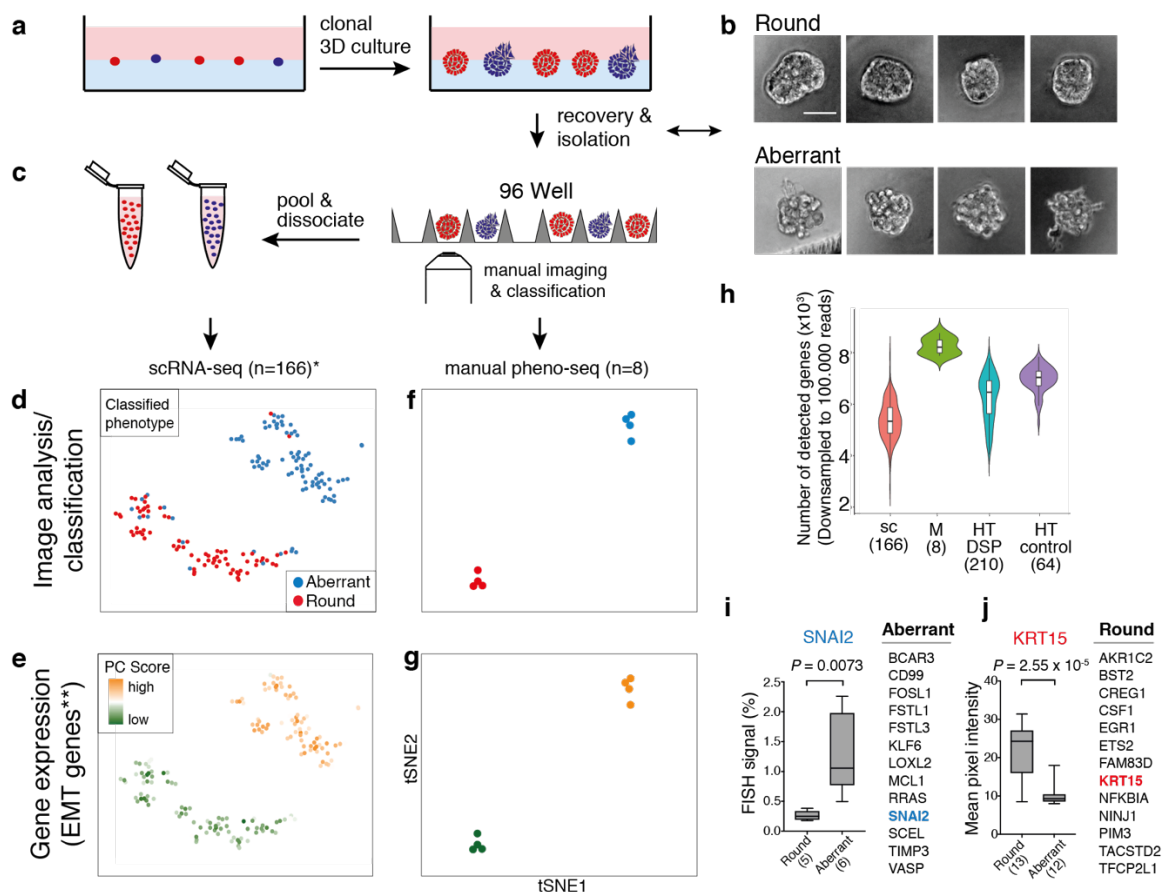 a
clonal
3D culture
recovery &
isolation
b
Round
Aberrant
c
pool &
dissociate
96 Well
manual imaging
& classification
scRNA-seq (n=166)*
manual pheno-seq (n=8)
d
Image analysis/
classification
Classified
phenotype
Aberrant
Round
f
e
Gene expression
(EMT genes**)
PC Score
high
low
g
tSNE2
tSNE1
h
Number of detected genes (x10³)
(Downsampled to 100.000 reads)
8
6
4
2
sc
(166)
M
(8)
HT
DSP
(210)
HT
control
(64)
i
SNAI2
P = 0.0073
FISH signal (%)
2.5
2.0
1.5
1.0
0.5
0.0
Round
(5)
Aberrant
(6)
Aberrant
BCAR3
CD99
FOSL1
FSTL1
FSTL3
KLF6
LOXL2
MCL1
RRAS
SNAI2
SCEL
TIMP3
VASP
j
KRT15
P = 2.55 x 10⁻⁵
Mean pixel intensity
40
30
20
10
0
Round
(13)
Aberrant
(12)
Round
AKR1C2
BST2
CREG1
CSF1
EGR1
ETS2
FAM83D
KRT15
NFKBIA
NINJ1
PIM3
TACSTD2
TFCP2L1